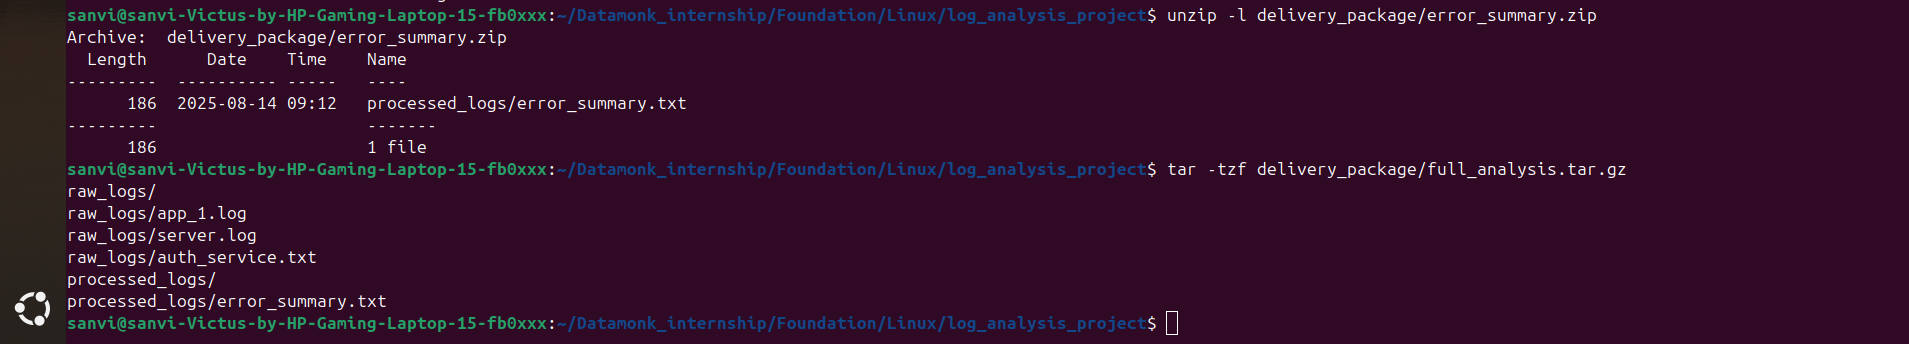 sanvi@sanvi-Victus-by-HP-Gaming-Laptop-15-fb0xxx:~/Datamonk_internship/Foundation/Linux/log_analysis_project$ unzip -l delivery_package/error_summary.zip
Archive:  delivery_package/error_summary.zip
  Length      Date    Time    Name
---------  ---------- -----   ----
      186  2025-08-14 09:12   processed_logs/error_summary.txt
---------                     -------
      186                     1 file
sanvi@sanvi-Victus-by-HP-Gaming-Laptop-15-fb0xxx:~/Datamonk_internship/Foundation/Linux/log_analysis_project$ tar -tzf delivery_package/full_analysis.tar.gz
raw_logs/
raw_logs/app_1.log
raw_logs/server.log
raw_logs/auth_service.txt
processed_logs/
processed_logs/error_summary.txt
sanvi@sanvi-Victus-by-HP-Gaming-Laptop-15-fb0xxx:~/Datamonk_internship/Foundation/Linux/log_analysis_project$